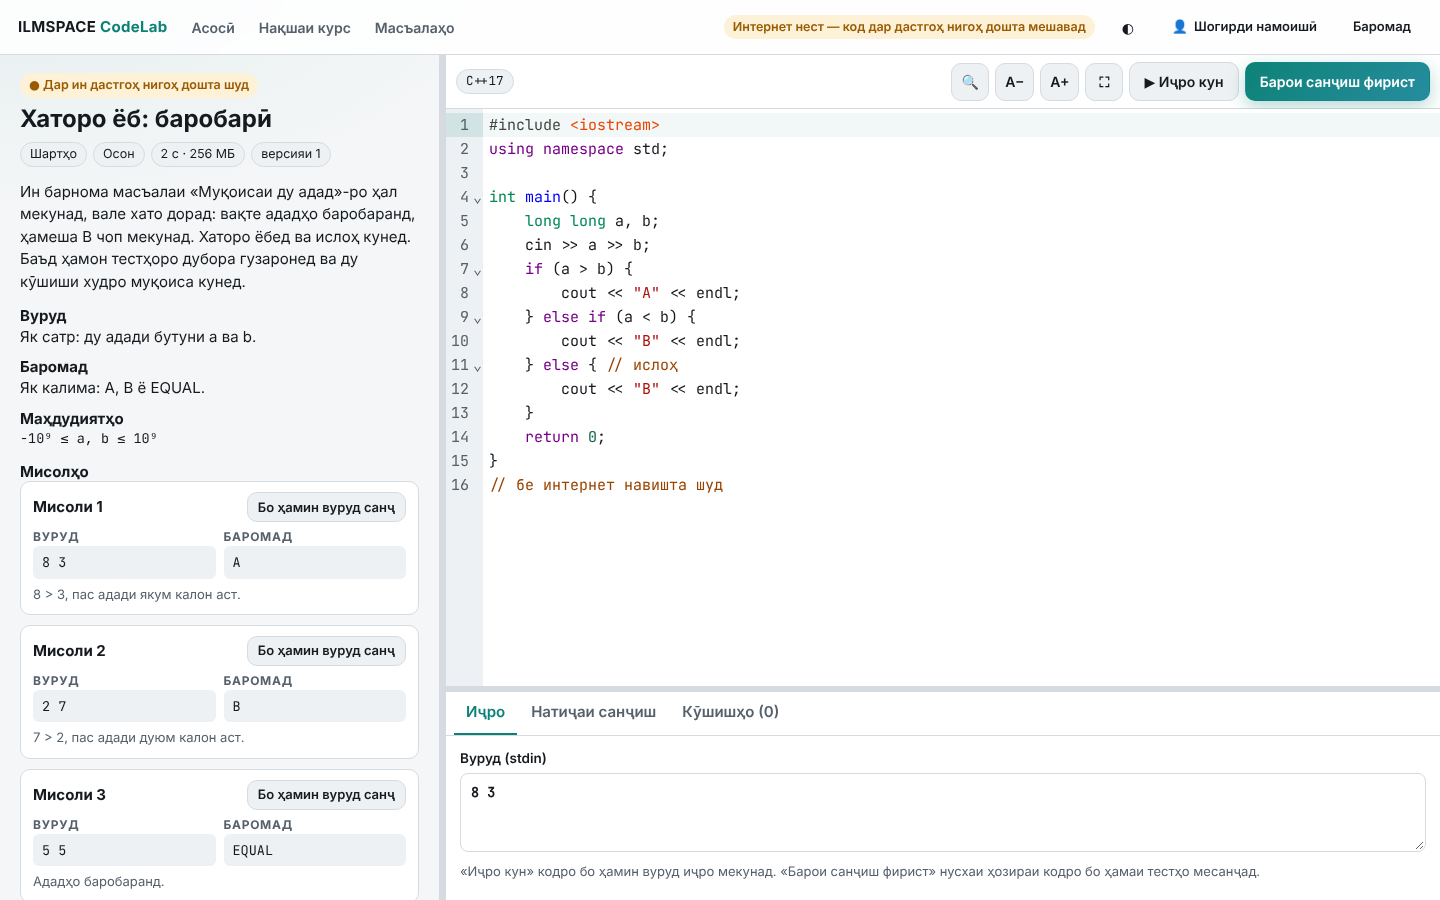 ILMSPACE CodeLab
Асосӣ
Нақшаи курс
Масъалаҳо
Интернет нест — код дар дастгоҳ нигоҳ дошта мешавад
Шогирди намоишӣ
Баромад
Дар ин дастгоҳ нигоҳ дошта шуд
Хаторо ёб: баробарӣ
Шартҳо
Осон
2 с · 256 МБ
версияи 1
Ин барнома масъалаи «Муқоисаи ду адад»-ро ҳал
мекунад, вале хато дорад: вақте ададҳо баробаранд,
ҳамеша B чоп мекунад. Хаторо ёбед ва ислоҳ кунед.
Баъд ҳамон тестҳоро дубора гузаронед ва ду
кӯшиши худро муқоиса кунед.
Вуруд
Як сатр: ду адади бутуни a ва b.
Баромад
Як калима: A, B ё EQUAL.
Маҳдудиятҳо
-10⁹ ≤ a, b ≤ 10⁹
Мисолҳо
Мисоли 1
Бо ҳамин вуруд санҷ
ВУРУД
БАРОМАД
8 3
A
8 > 3, пас адади якум калон аст.
Мисоли 2
Бо ҳамин вуруд санҷ
ВУРУД
БАРОМАД
2 7
B
7 > 2, пас адади дуюм калон аст.
Мисоли 3
Бо ҳамин вуруд санҷ
ВУРУД
БАРОМАД
5 5
EQUAL
Ададҳо баробаранд.
C++17
A−
A+
▶ Иҷро кун
Барои санҷиш фирист
1 #include <iostream>
2 using namespace std;
3
4 int main() {
5     long long a, b;
6     cin >> a >> b;
7     if (a > b) {
8         cout << "A" << endl;
9     } else if (a < b) {
10         cout << "B" << endl;
11     } else { // ислоҳ
12         cout << "B" << endl;
13     }
14     return 0;
15 }
16 // бе интернет навишта шуд
Иҷро
Натиҷаи санҷиш
Кӯшишҳо (0)
Вуруд (stdin)
8 3
«Иҷро кун» кодро бо ҳамин вуруд иҷро мекунад. «Барои санҷиш фирист» нусхаи ҳозираи кодро бо ҳамаи тестҳо месанҷад.